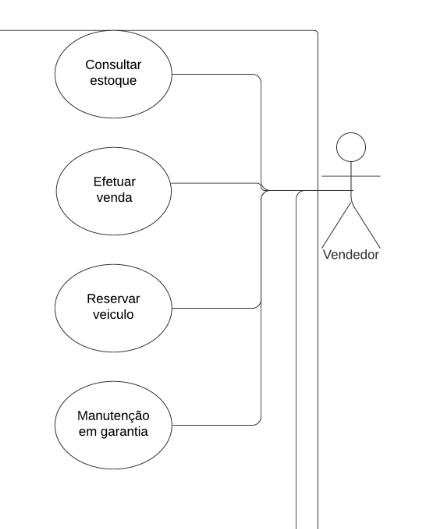 Consultar
estoque
Efetuar
venda
Vendedor
Reservar
veiculo
Manutenção
em garantia